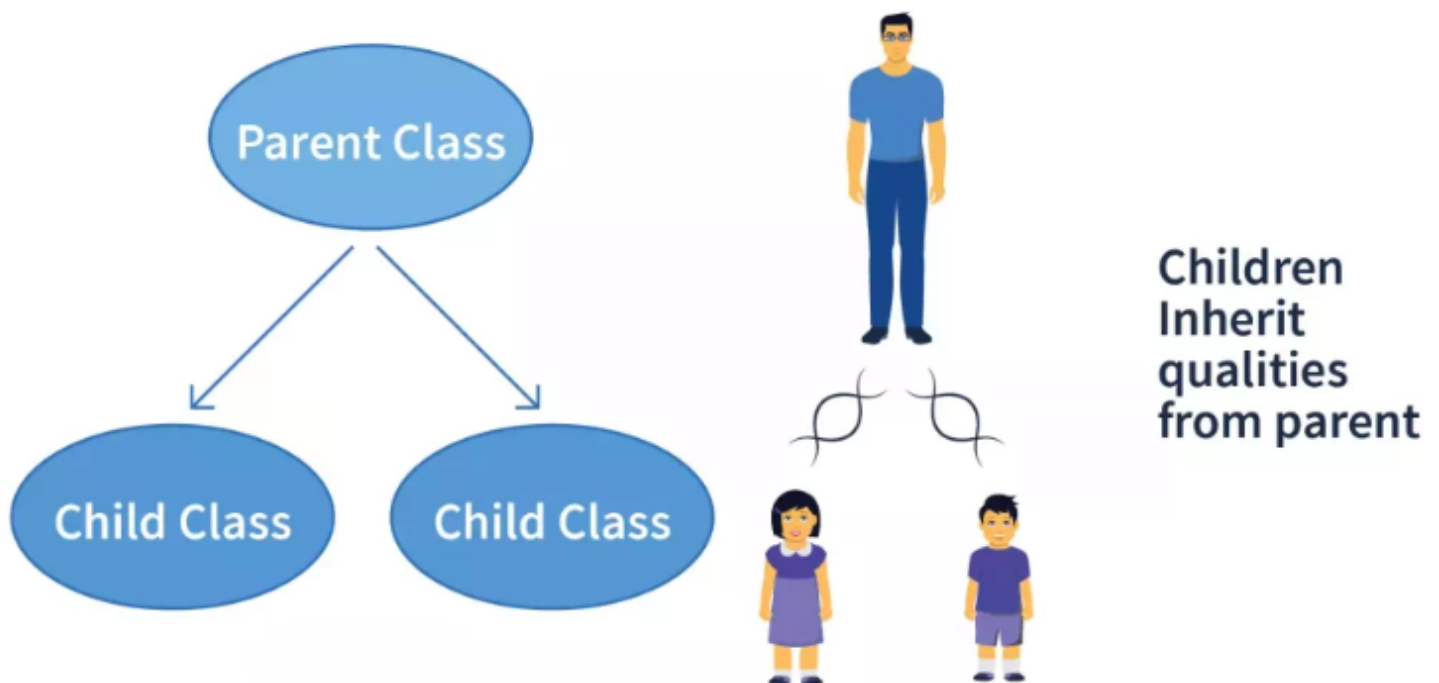 Parent Class
Child Class
Child Class
Children
Inherit
qualities
from parent